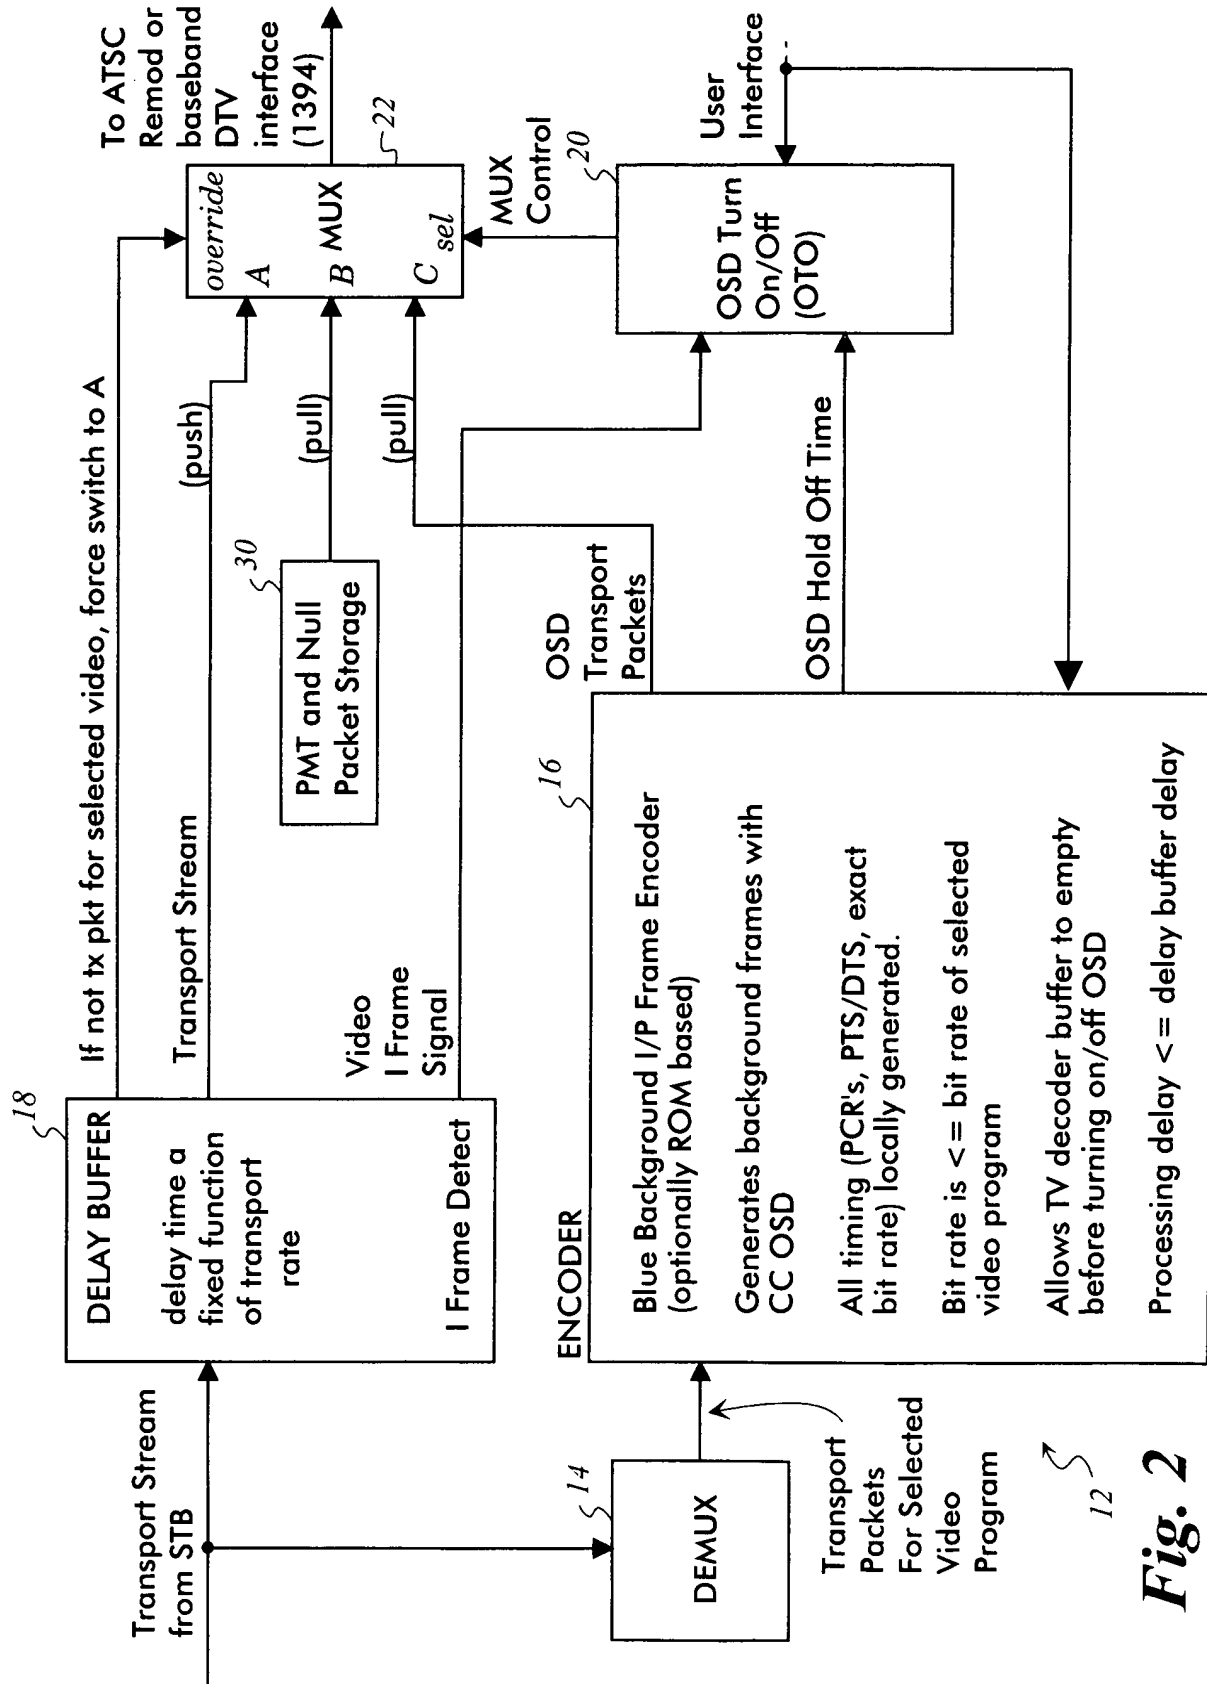 Transport Stream
from STB
18
DELAY BUFFER
delay time a
fixed function
of transport
rate
I Frame Detect
If not tx pkt for selected video, force switch to A
Transport Stream
(push)
Video
I Frame
Signal
30
PMT and Null
Packet Storage
(pull)
(pull)
override
A
B
MUX
C
sel
22
To ATSC
Remod or
baseband
DTV
interface
(1394)
MUX
Control
20
OSD Turn
On/Off
(OTO)
User
Interface
14
DEMUX
Transport
Packets
For Selected
Video
Program
ENCODER
16
Blue Background I/P Frame Encoder
(optionally ROM based)
Generates background frames with
CC OSD
All timing (PCR's, PTS/DTS, exact
bit rate) locally generated.
Bit rate is <= bit rate of selected
video program
Allows TV decoder buffer to empty
before turning on/off OSD
Processing delay <= delay buffer delay
OSD
Transport
Packets
OSD Hold Off Time
12
Fig. 2